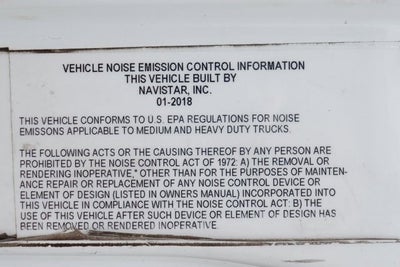 VEHICLE NOISE EMISSION CONTROL INFORMATION
THIS VEHICLE BUILT BY
NAVISTAR, INC.
01-2018
THIS VEHICLE CONFORMS TO U.S. EPA REGULATIONS FOR NOISE
EMISSONS APPLICABLE TO MEDIUM AND HEAVY DUTY TRUCKS.
THE FOLLOWING ACTS OR THE CAUSING THEREOF BY ANY PERSON ARE
PROHIBITED BY THE NOISE CONTROL ACT OF 1972: A) THE REMOVAL OR
RENDERING INOPERATIVE," OTHER THAN FOR THE PURPOSES OF MAINTEN-
ANCE REPAIR OR REPLACEMENT OF ANY NOISE CONTROL DEVICE OR
ELEMENT OF DESIGN (LISTED IN OWNERS MANUAL) INCORPORATED INTO
THIS VEHICLE IN COMPLIANCE WITH THE NOISE CONTROL ACT: B) THE
USE OF THIS VEHICLE AFTER SUCH DEVICE OR ELEMENT OF DESIGN HAS
BEEN REMOVED OR RENDERED INOPERATIVE